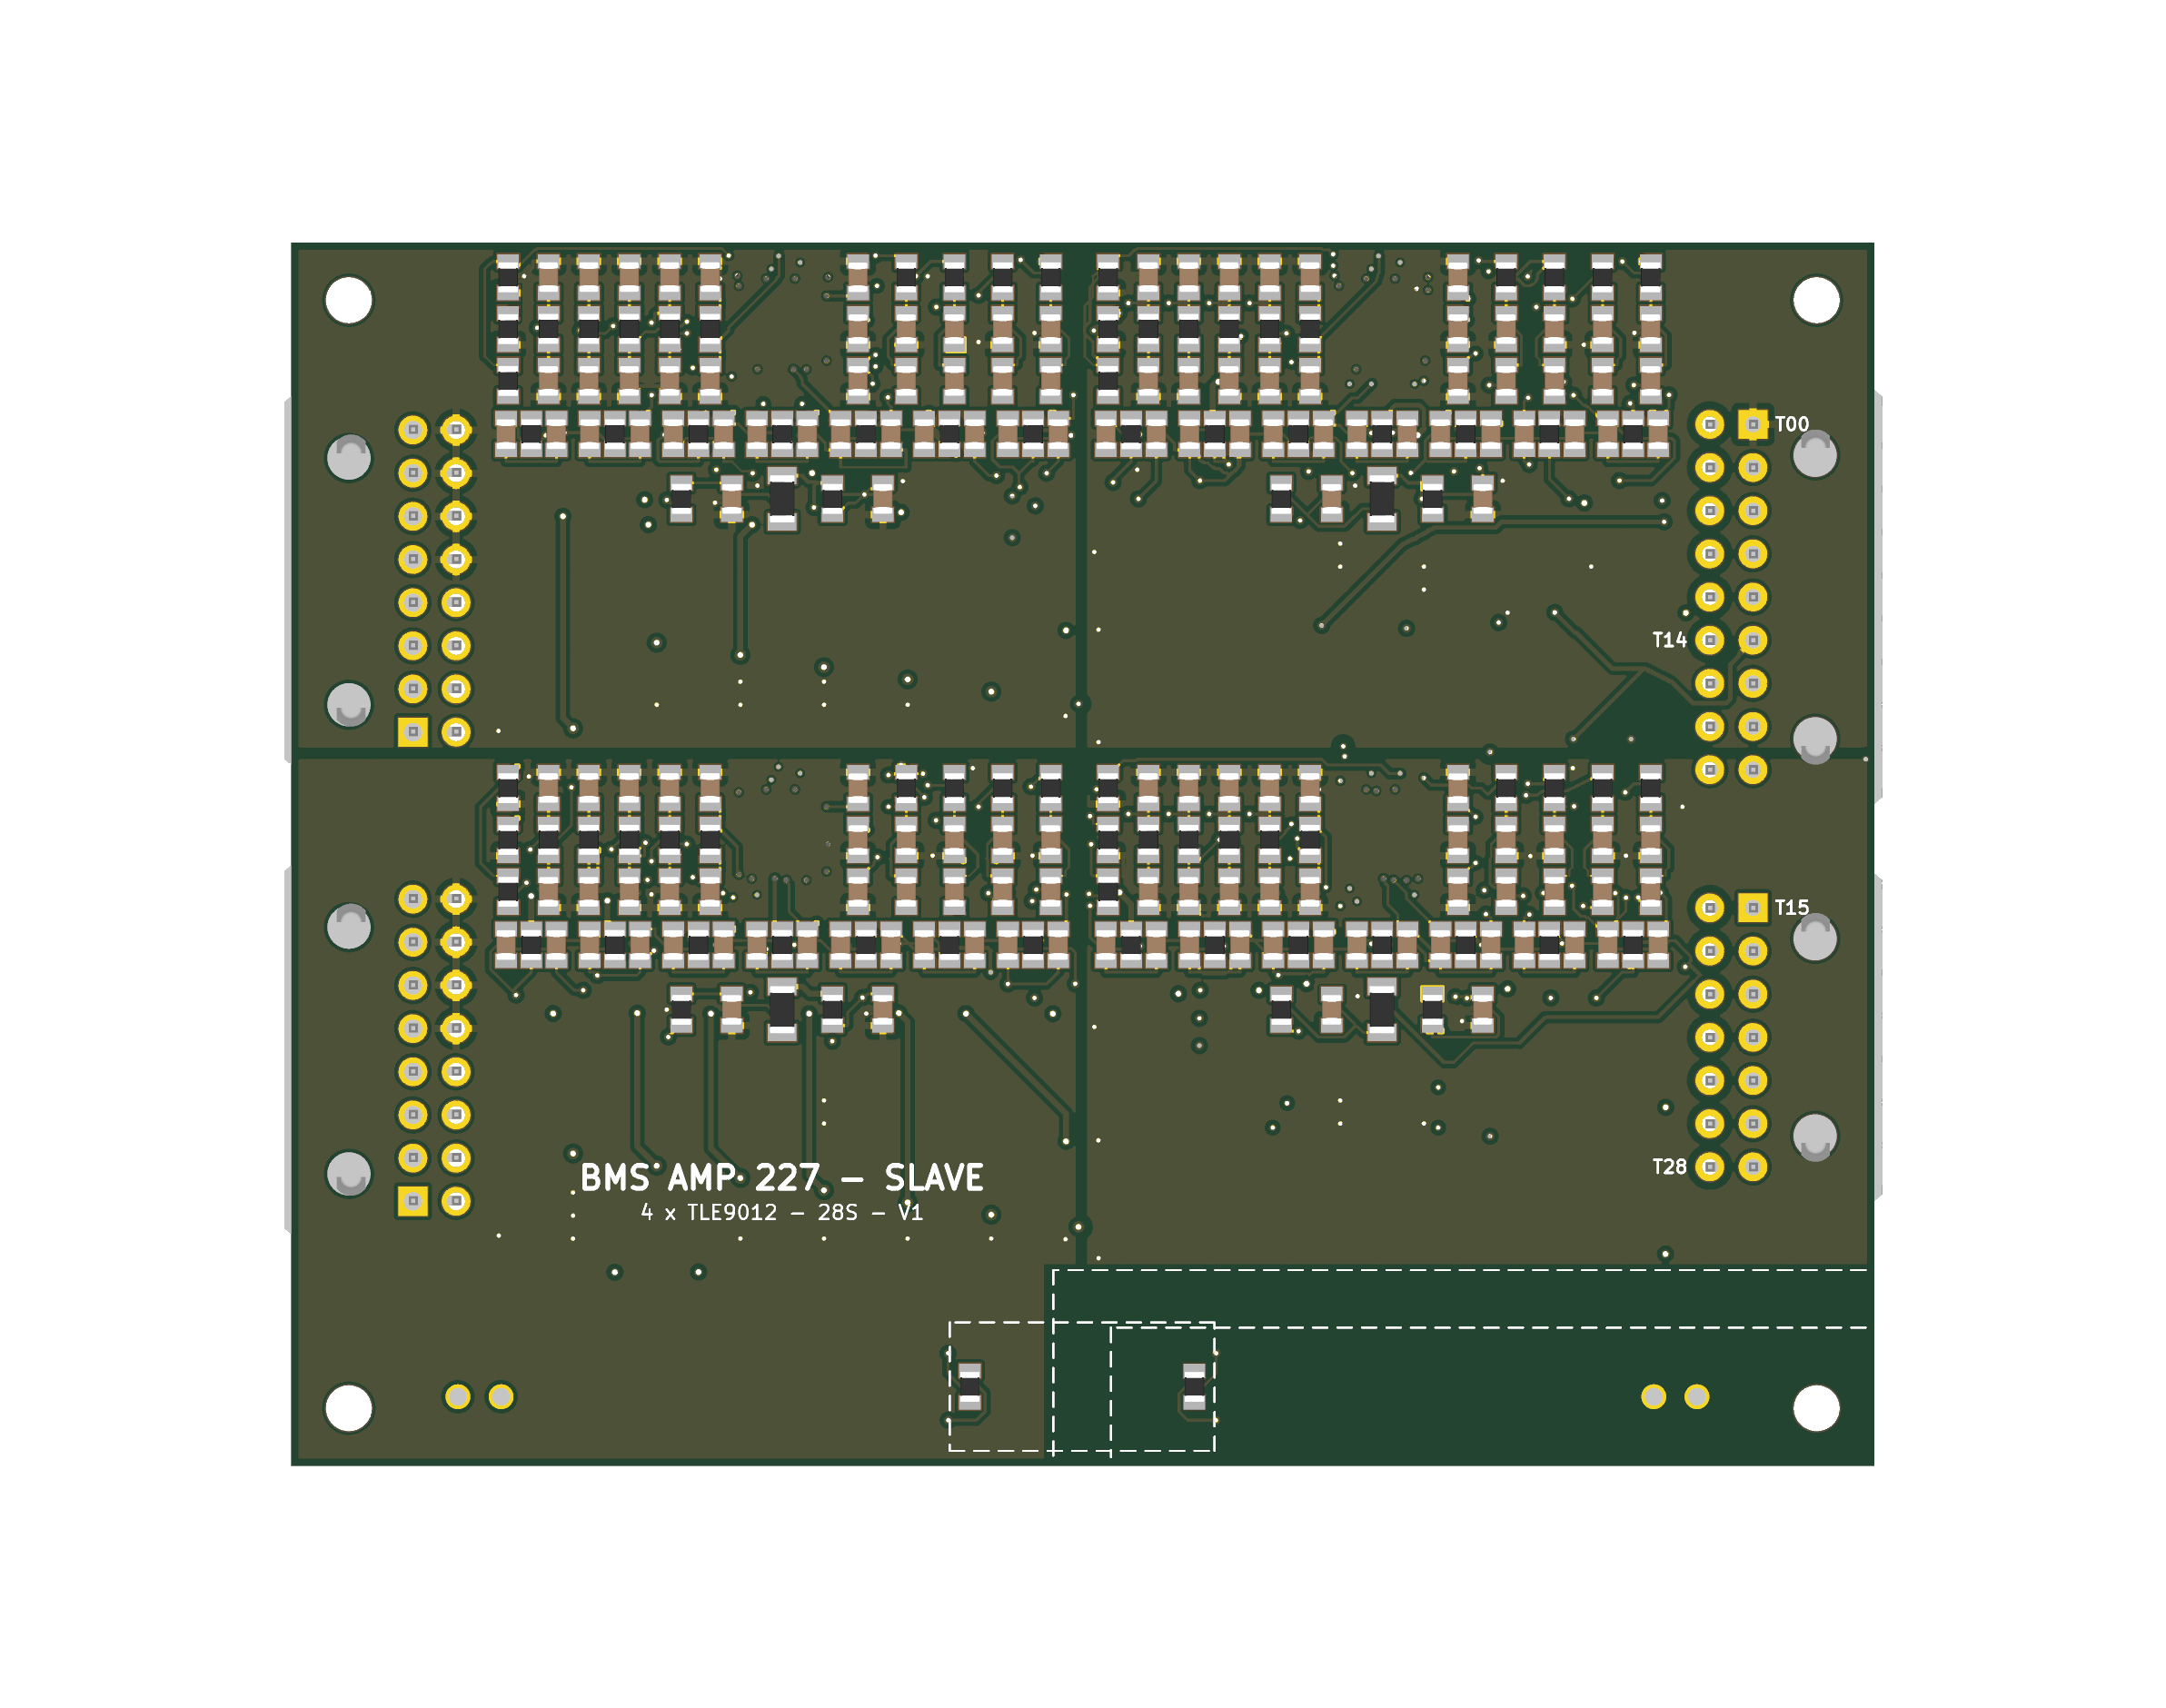 T00
T14
T15
T28
BMS AMP 227 – SLAVE
4 x TLE9012 – 28S – V1